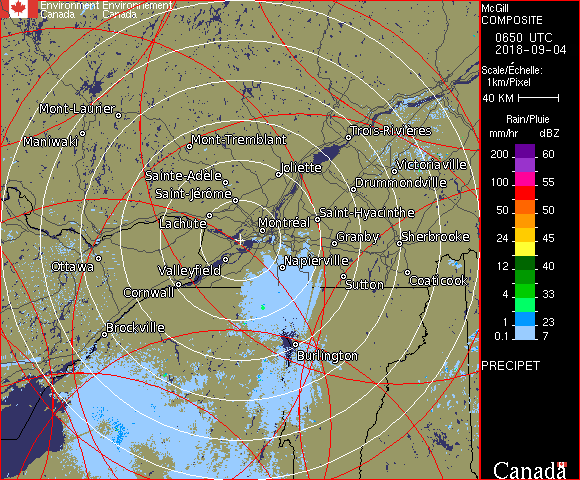 Environment Environnement
Canada Canada
McGill
COMPOSITE
0650 UTC
2018-09-04
Scale/Échelle:
1km/Pixel
40 KM
Rain/Pluie
mm/hr dBZ
200 60
100 55
50 50
24 45
12 40
4 33
1 23
0.1 7
PRECIPET
Canada
Mont-Laurier
Maniwaki
Mont-Tremblant
Trois-Rivières
Joliette
Victoriaville
Sainte-Adèle
Drummondville
Saint-Jérôme
Lachute
Montréal
Saint-Hyacinthe
Granby
Sherbrooke
Ottawa
Valleyfield
Napierville
Cornwall
Sutton
Coaticook
Brockville
Burlington